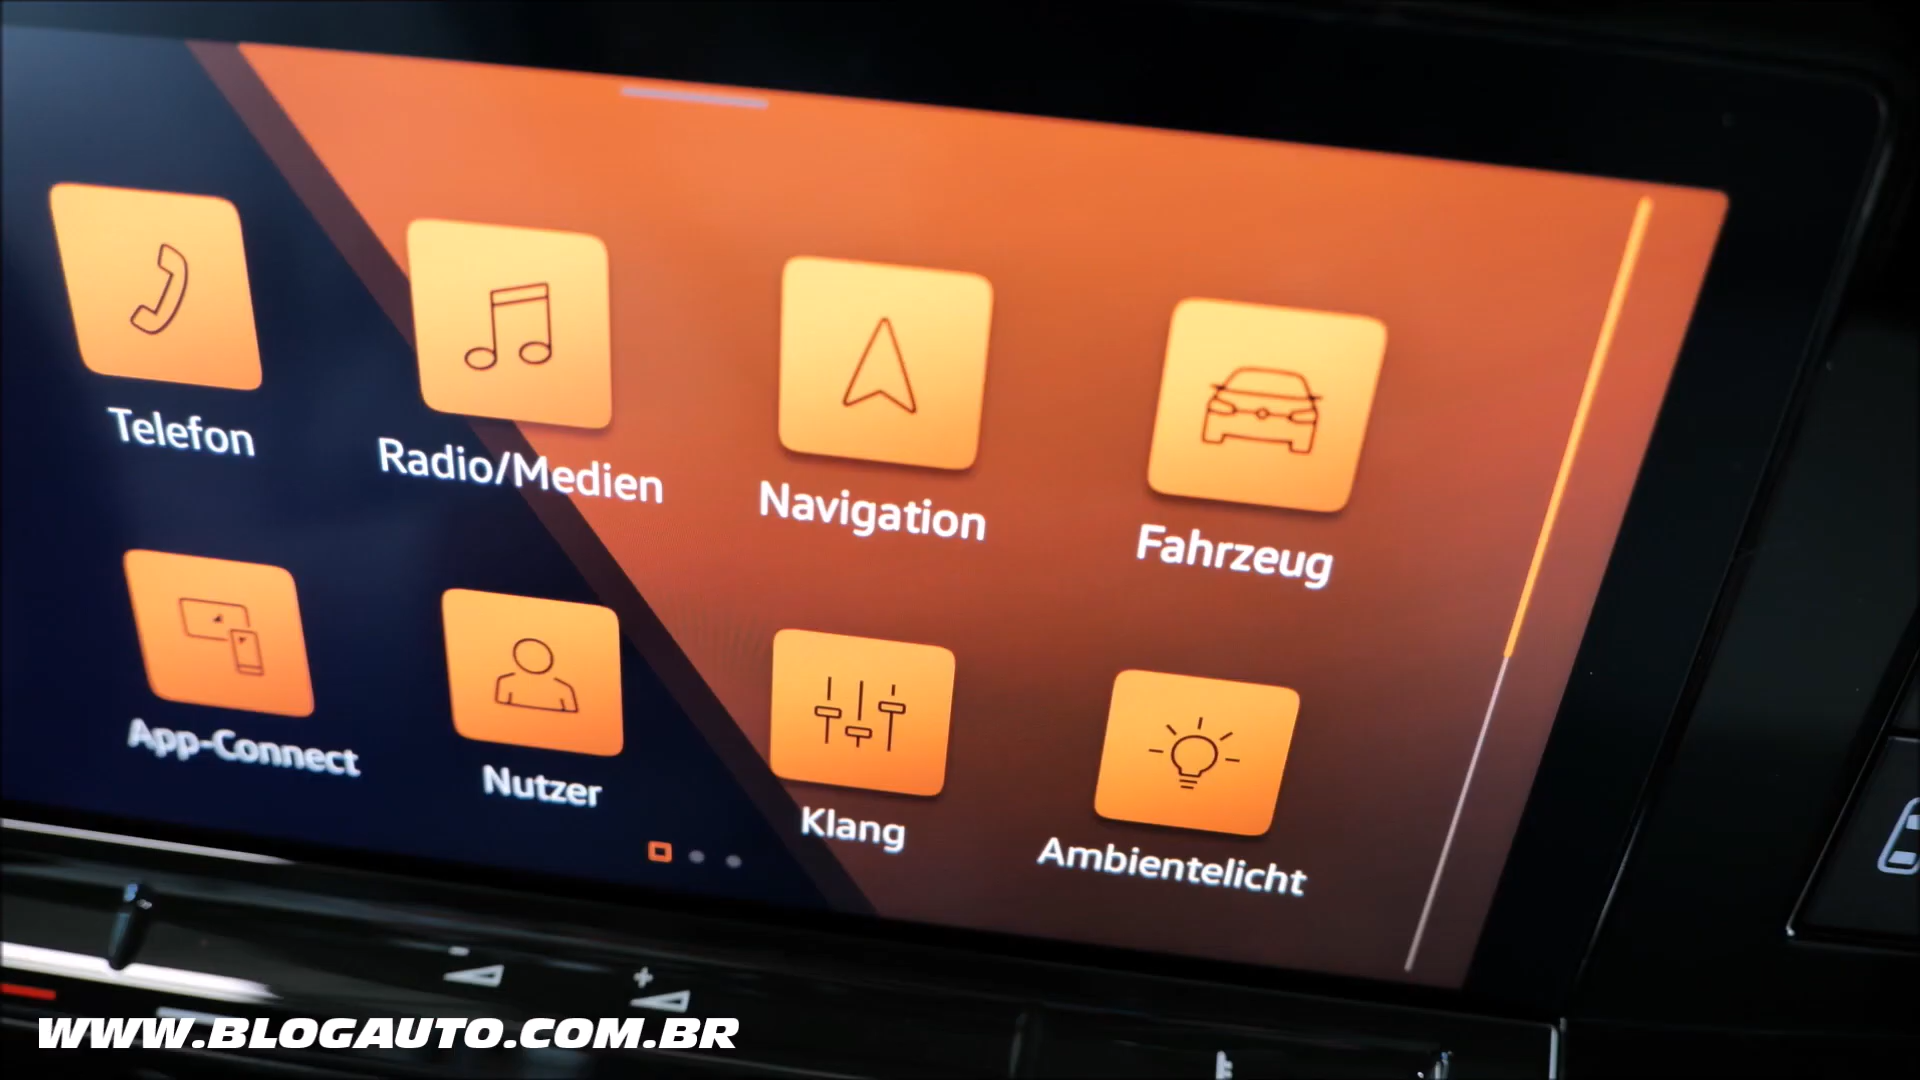 Telefon
Radio/Medien
Navigation
Fahrzeug
App-Connect
Nutzer
Klang
Ambientelicht
WWW.BLOGAUTO.COM.BR